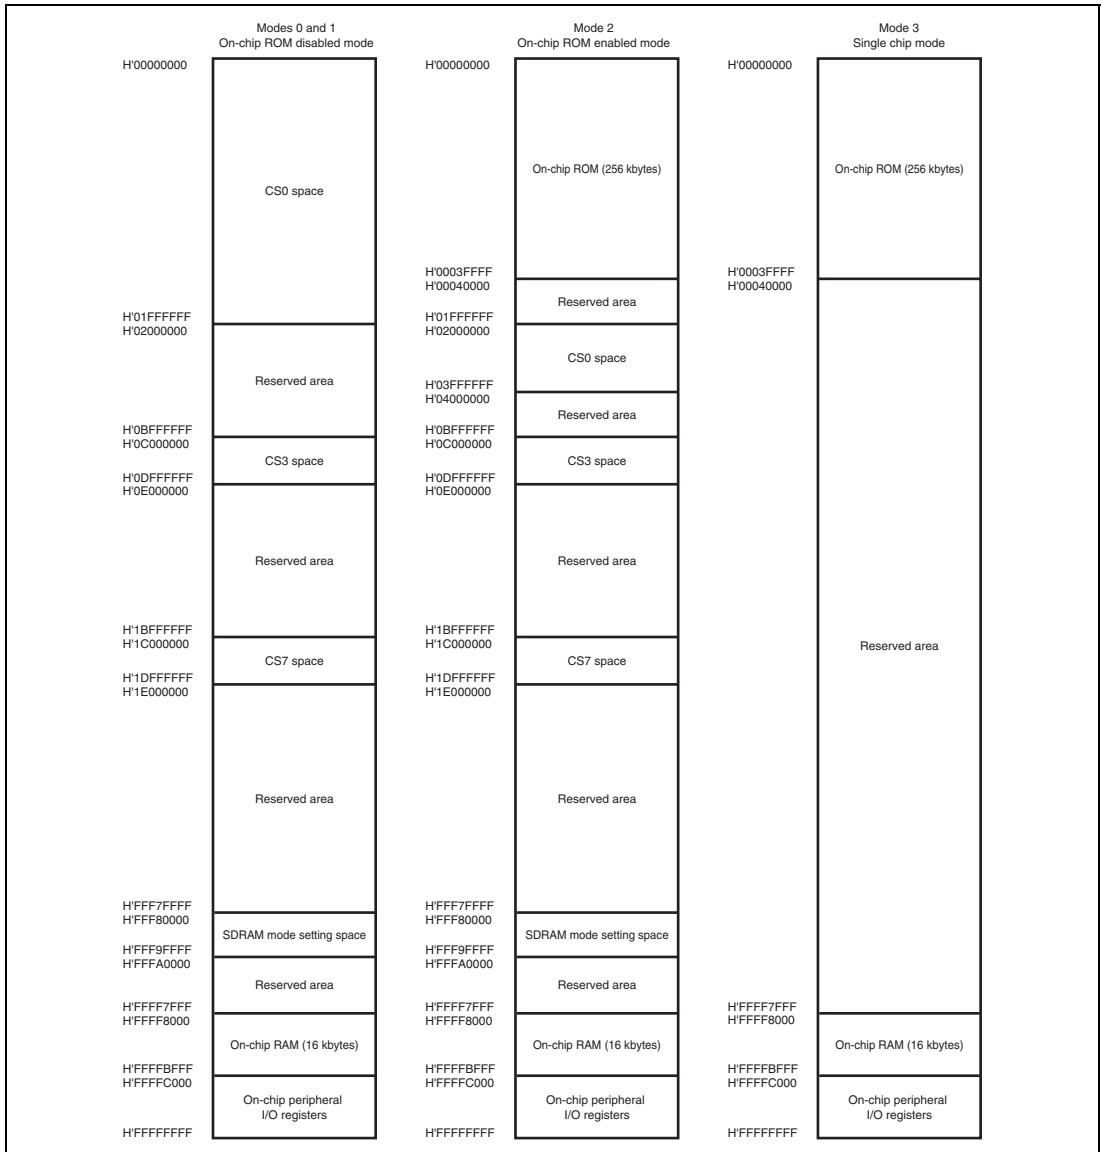 Modes 0 and 1
On-chip ROM disabled mode
H'00000000
CS0 space
H'01FFFFFF
H'02000000
Reserved area
H'0BFFFFFF
H'0C000000
CS3 space
H'0DFFFFFF
H'0E000000
Reserved area
H'1BFFFFFF
H'1C000000
CS7 space
H'1DFFFFFF
H'1E000000
Reserved area
H'FFF7FFFF
H'FFF80000
SDRAM mode setting space
H'FFF9FFFF
H'FFFA0000
Reserved area
H'FFFF7FFF
H'FFFF8000
On-chip RAM (16 kbytes)
H'FFFFBFFF
H'FFFFC000
On-chip peripheral
I/O registers
H'FFFFFFFF
Mode 2
On-chip ROM enabled mode
H'00000000
On-chip ROM (256 kbytes)
H'0003FFFF
H'00040000
Reserved area
H'01FFFFFF
H'02000000
CS0 space
H'03FFFFFF
H'04000000
Reserved area
H'0BFFFFFF
H'0C000000
CS3 space
H'0DFFFFFF
H'0E000000
Reserved area
H'1BFFFFFF
H'1C000000
CS7 space
H'1DFFFFFF
H'1E000000
Reserved area
H'FFF7FFFF
H'FFF80000
SDRAM mode setting space
H'FFF9FFFF
H'FFFA0000
Reserved area
H'FFFF7FFF
H'FFFF8000
On-chip RAM (16 kbytes)
H'FFFFBFFF
H'FFFFC000
On-chip peripheral
I/O registers
H'FFFFFFFF
Mode 3
Single chip mode
H'00000000
On-chip ROM (256 kbytes)
H'0003FFFF
H'00040000
Reserved area
H'FFFF7FFF
H'FFFF8000
On-chip RAM (16 kbytes)
H'FFFFBFFF
H'FFFFC000
On-chip peripheral
I/O registers
H'FFFFFFFF